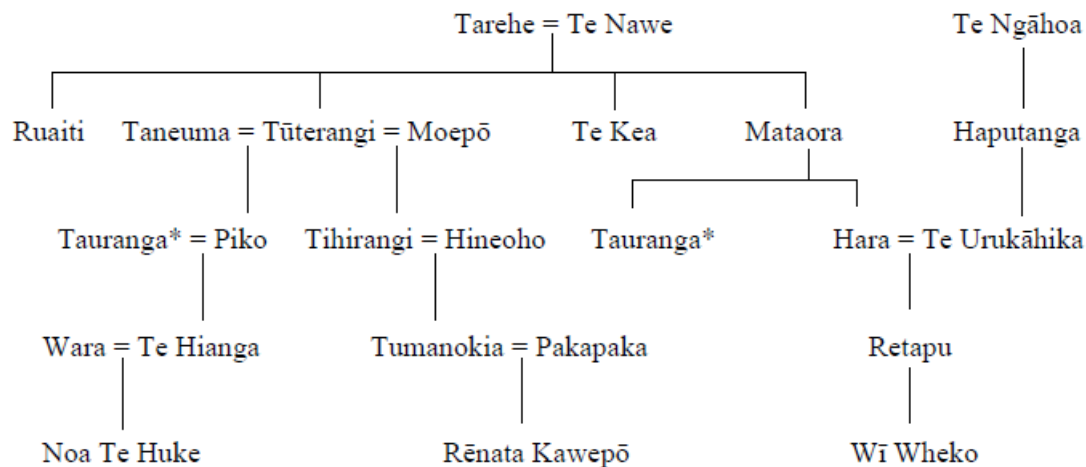 Tarehe = Te Nawe Te Ngāhoa
Ruaiti Taneuma = Tūterangi = Moepō Te Kea Mataora Haputanga
Tauranga* = Piko Tihirangi = Hineoho Tauranga* Hara = Te Urukāhika
Wara = Te Hianga Tumanokia = Pakapaka Retapu
Noa Te Huke Rēnata Kawepō Wī Wheko